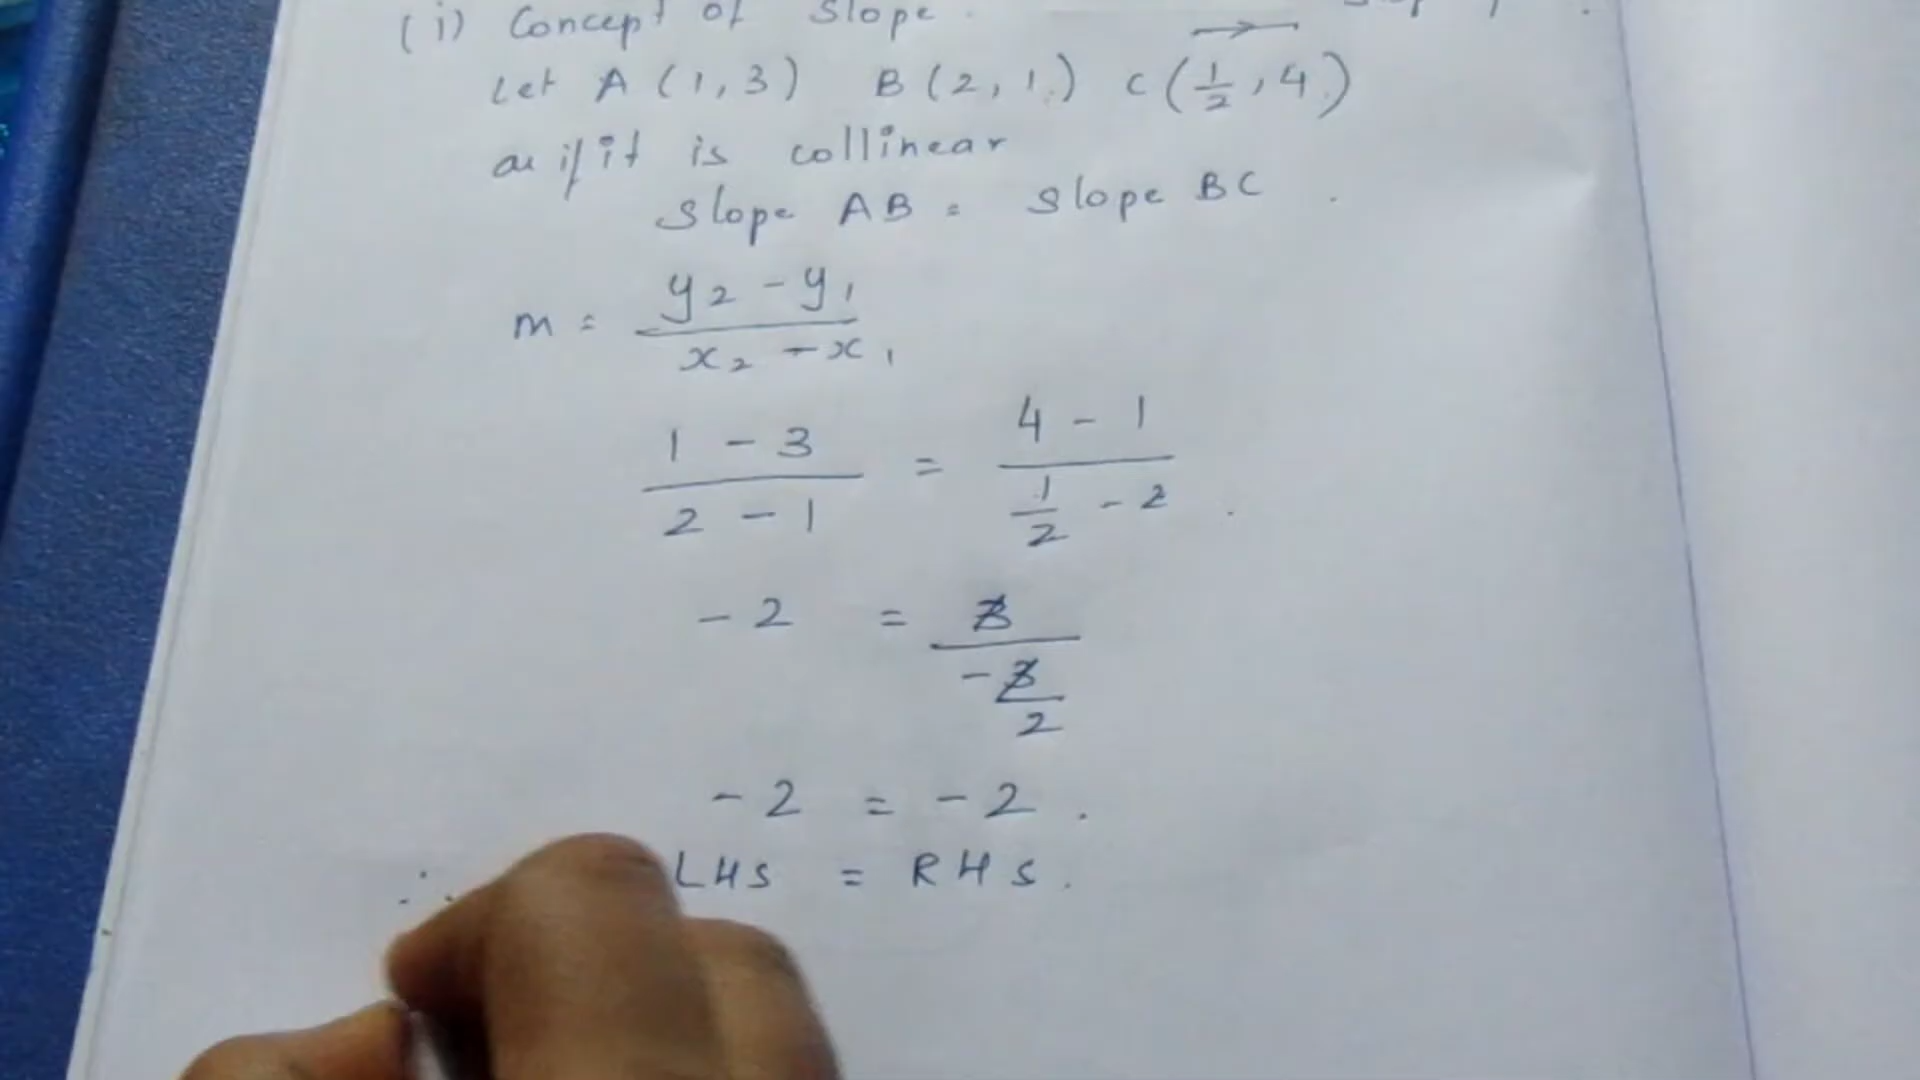 (i) Concept of Slope.
Let A (1, 3) B (2, 1) C (1/2, 4)
if it is collinear
Slope AB = Slope BC
m = y2 - y1 / x2 - x1
1 - 3 / 2 - 1 = 4 - 1 / 1/2 - 2
-2 = 3 / -3/2
-2 = -2.
∴ LHS = RHS.